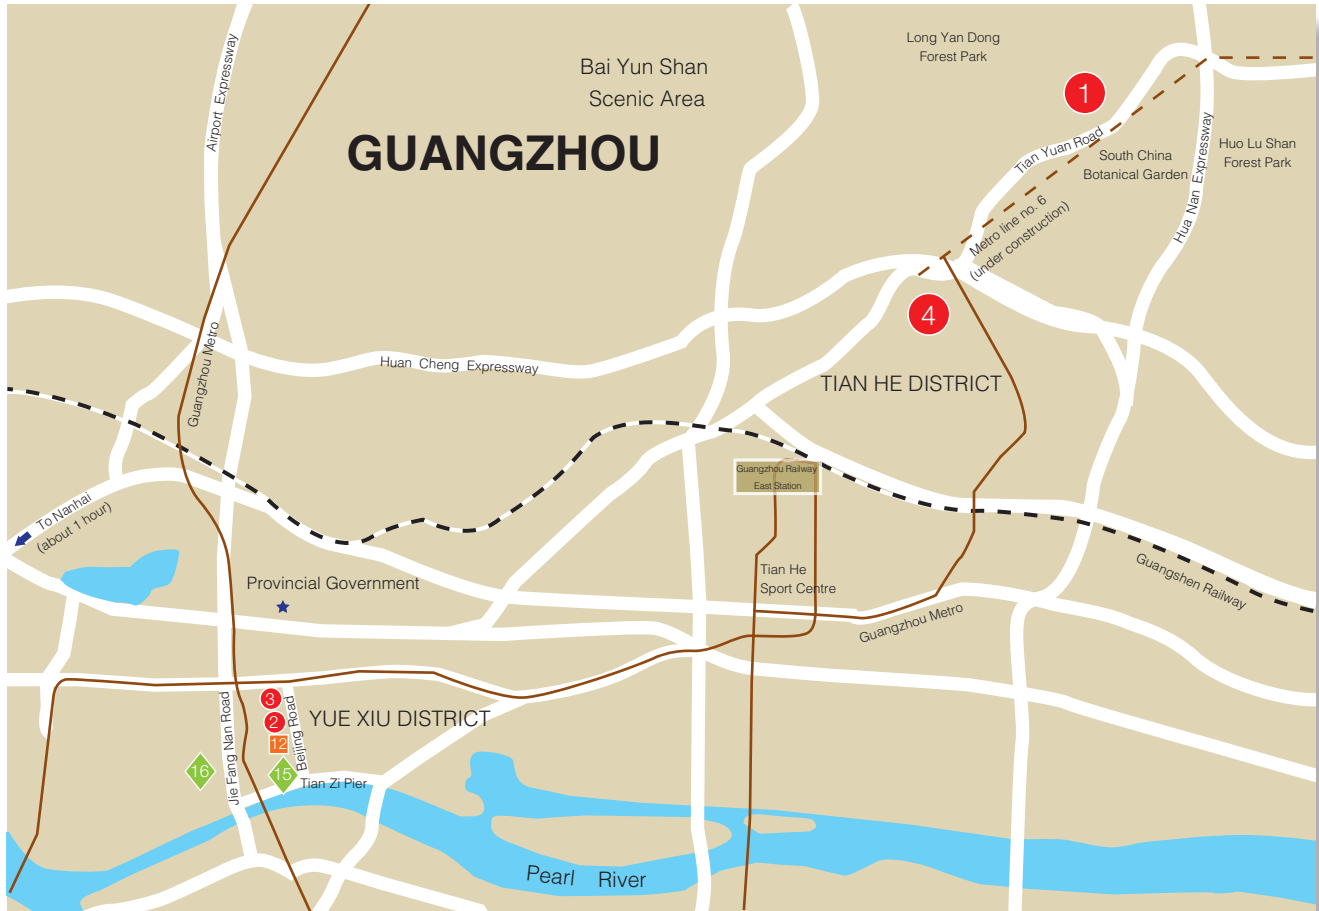 Long Yan Dong
Forest Park
Bai Yun Shan
Scenic Area
Airport Expressway
1
GUANGZHOU
Tian Yuan Road
South China
Botanical Garden
Huo Lu Shan
Forest Park
Hua Nan Expressway
Metro line no. 6
(under construction)
4
Guangzhou Metro
Huan Cheng Expressway
TIAN HE DISTRICT
Guangzhou Railway
East Station
To Nanhai
(about 1 hour)
Provincial Government
Tian He
Sport Centre
Guangshen Railway
Guangzhou Metro
3
2
YUE XIU DISTRICT
12
Jie Fang Nan Road
Beijing Road
16
15
Tian Zi Pier
Pearl River